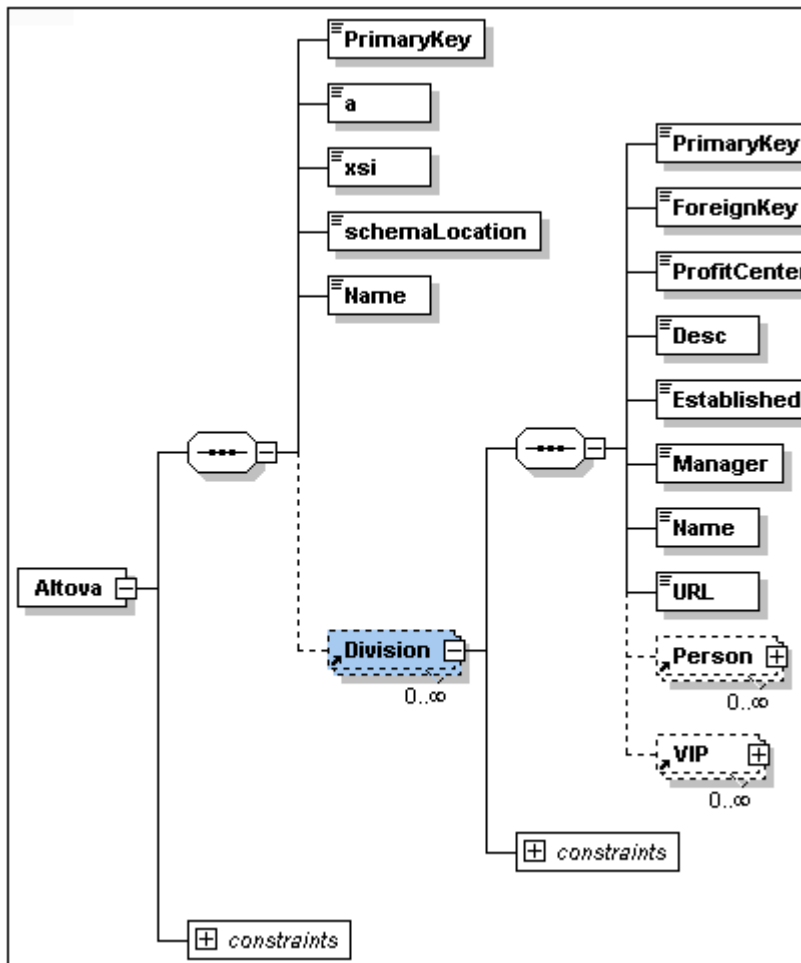 PrimaryKey
a
xsi
schemaLocation
Name
Altova
Division
0..∞
constraints
PrimaryKey
ForeignKey
ProfitCenter
Desc
Established
Manager
Name
URL
Person
0..∞
VIP
0..∞
constraints